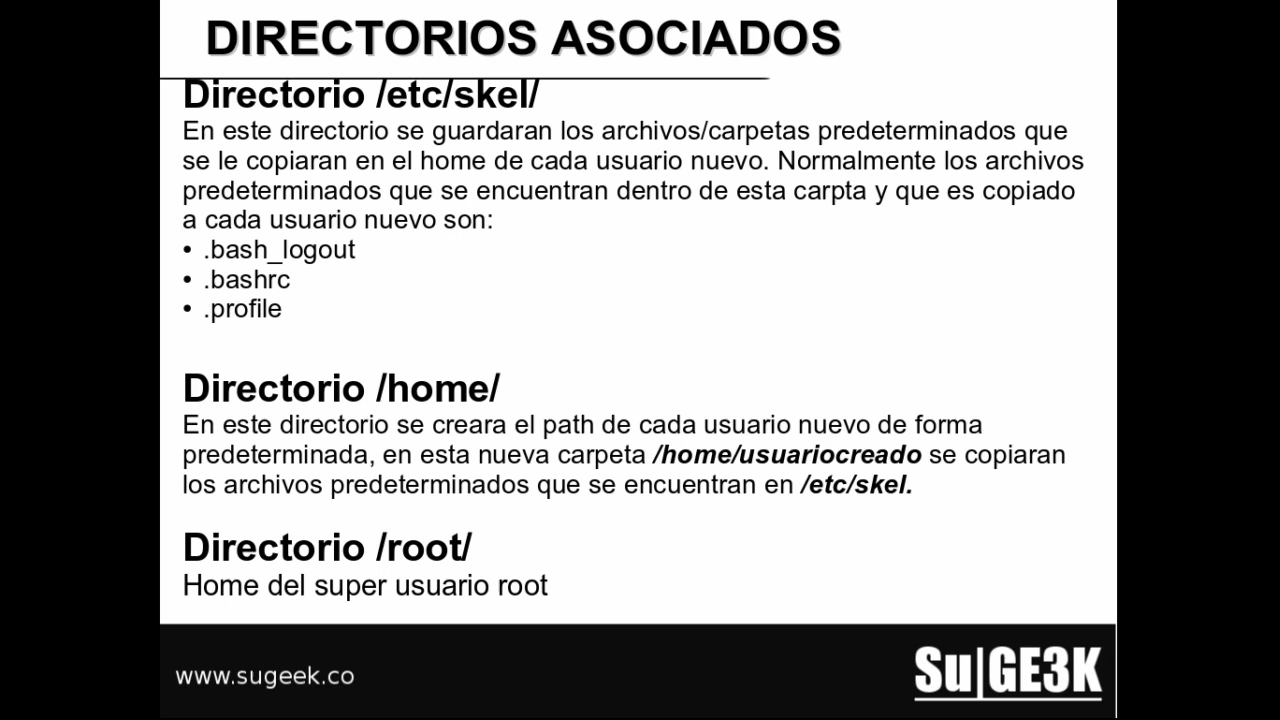 DIRECTORIOS ASOCIADOS
Directorio /etc/skel/
En este directorio se guardaran los archivos/carpetas predeterminados que
se le copiaran en el home de cada usuario nuevo. Normalmente los archivos
predeterminados que se encuentran dentro de esta carpta y que es copiado
a cada usuario nuevo son:
• .bash_logout
• .bashrc
• .profile
Directorio /home/
En este directorio se creara el path de cada usuario nuevo de forma
predeterminada, en esta nueva carpeta /home/usuariocreado se copiaran
los archivos predeterminados que se encuentran en /etc/skel.
Directorio /root/
Home del super usuario root
www.sugeek.co
Su|GE3K